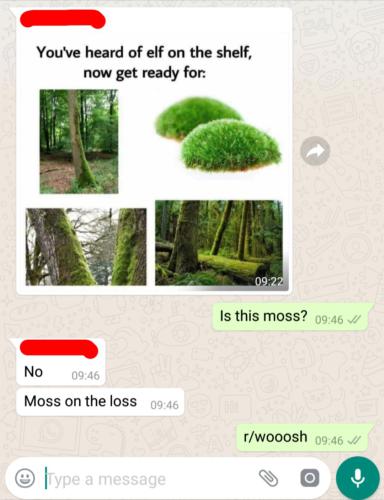 You've heard of elf on the shelf,
now get ready for:
09:22
Is this moss? 09:46
No 09:46
Moss on the loss 09:46
r/wooosh 09:46
Type a message